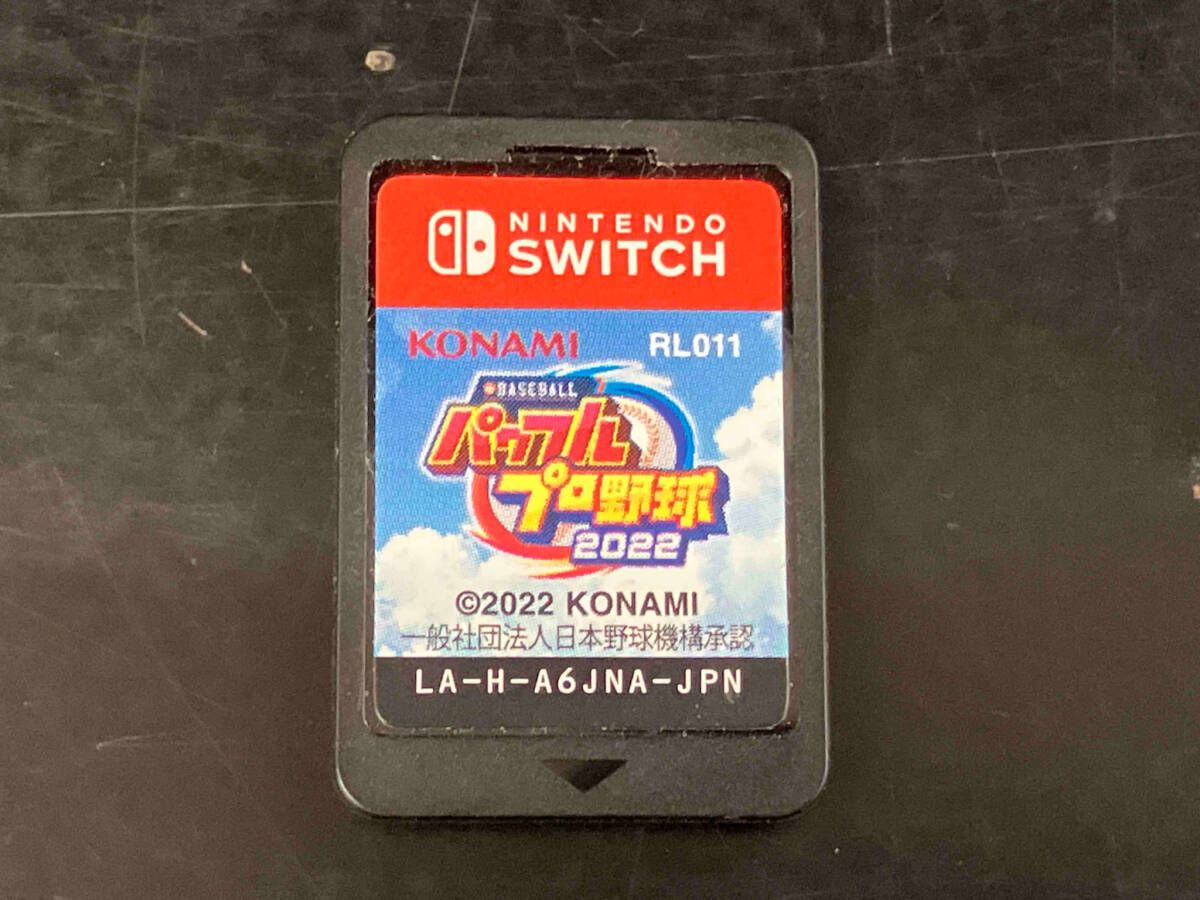 NINTENDO
SWITCH
KONAMI RL011
BASEBALL
パワフル
プロ野球
2022
©2022 KONAMI
一般社団法人日本野球機構承認
LA-H-A6JNA-JPN